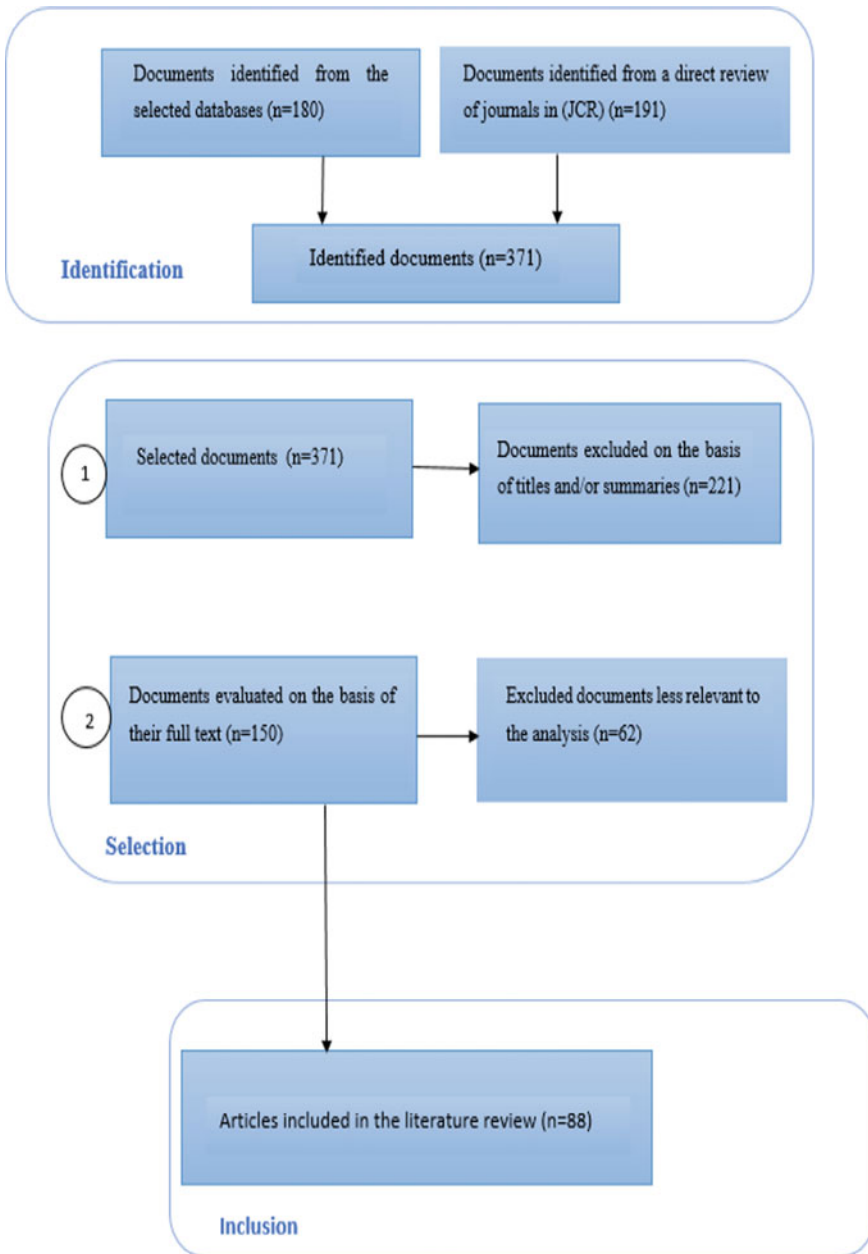 Documents identified from the
selected databases (n=180)
Documents identified from a direct review
of journals in (JCR) (n=191)
Identified documents (n=371)
Identification
1
Selected documents (n=371)
Documents excluded on the basis
of titles and/or summaries (n=221)
2
Documents evaluated on the basis of
their full text (n=150)
Excluded documents less relevant to
the analysis (n=62)
Selection
Articles included in the literature review (n=88)
Inclusion